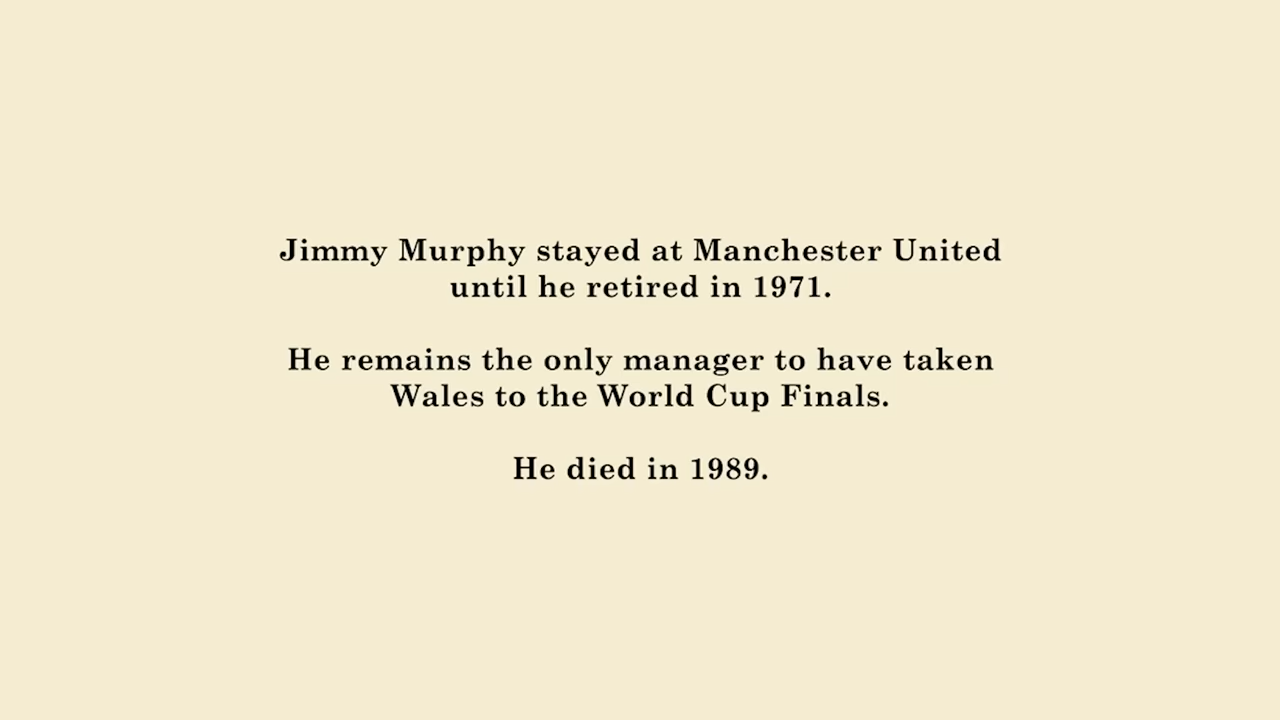 Jimmy Murphy stayed at Manchester United
until he retired in 1971.
He remains the only manager to have taken
Wales to the World Cup Finals.
He died in 1989.